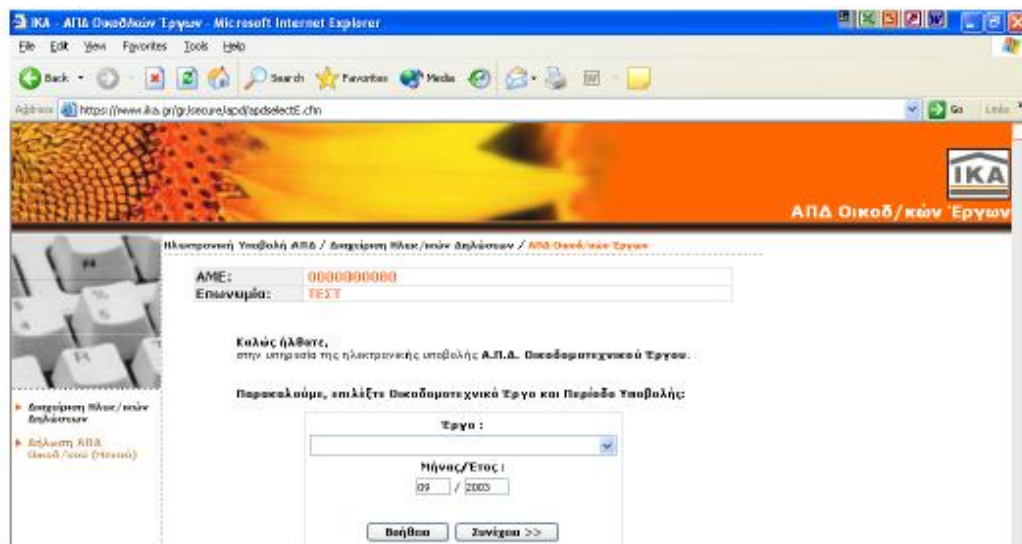 IKA - ΑΠΔ Οικοδ/κών Έργων - Microsoft Internet Explorer
File Edit View Favorites Tools Help
Back Search Favorites Media
Address https://www.ika.gr/gr/secure/apd/apdselectE.cfm Go Links
IKA
ΑΠΔ Οικοδ/κών Έργων
Ηλεκτρονική Υποβολή ΑΠΔ / Διαχείριση Ηλεκ/κών Δηλώσεων / ΑΠΔ Οικοδ/κών Έργων
ΑΜΕ: 0000000000
Επωνυμία: ΤΕΣΤ
Καλώς ήλθατε,
στην υπηρεσία της ηλεκτρονικής υποβολής Α.Π.Δ. Οικοδομοτεχνικού Έργου.
Παρακαλούμε, επιλέξτε Οικοδομοτεχνικό Έργο και Περίοδο Υποβολής:
Διαχείριση Ηλεκ/κών
Δηλώσεων
Δήλωση ΑΠΔ
Οικοδ/κού (Μηνιαία)
Έργο :
Μήνας/Έτος :
09 / 2003
Βοήθεια Συνέχεια >>